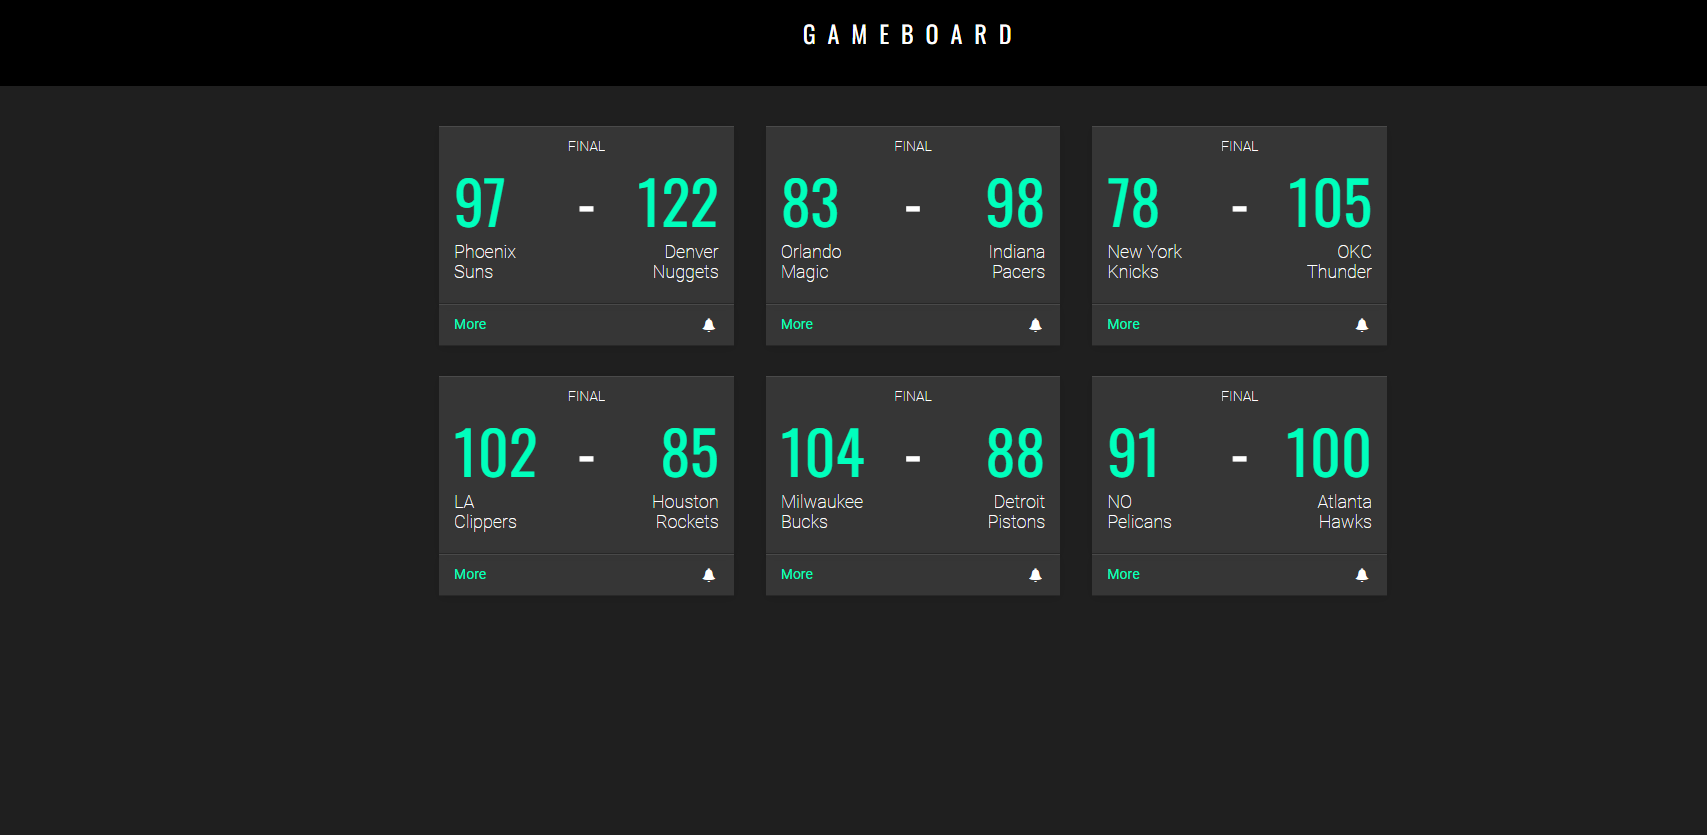 GAMEBOARD
FINAL
97 - 122
Phoenix Suns
Denver Nuggets
More
FINAL
83 - 98
Orlando Magic
Indiana Pacers
More
FINAL
78 - 105
New York Knicks
OKC Thunder
More
FINAL
102 - 85
LA Clippers
Houston Rockets
More
FINAL
104 - 88
Milwaukee Bucks
Detroit Pistons
More
FINAL
91 - 100
NO Pelicans
Atlanta Hawks
More